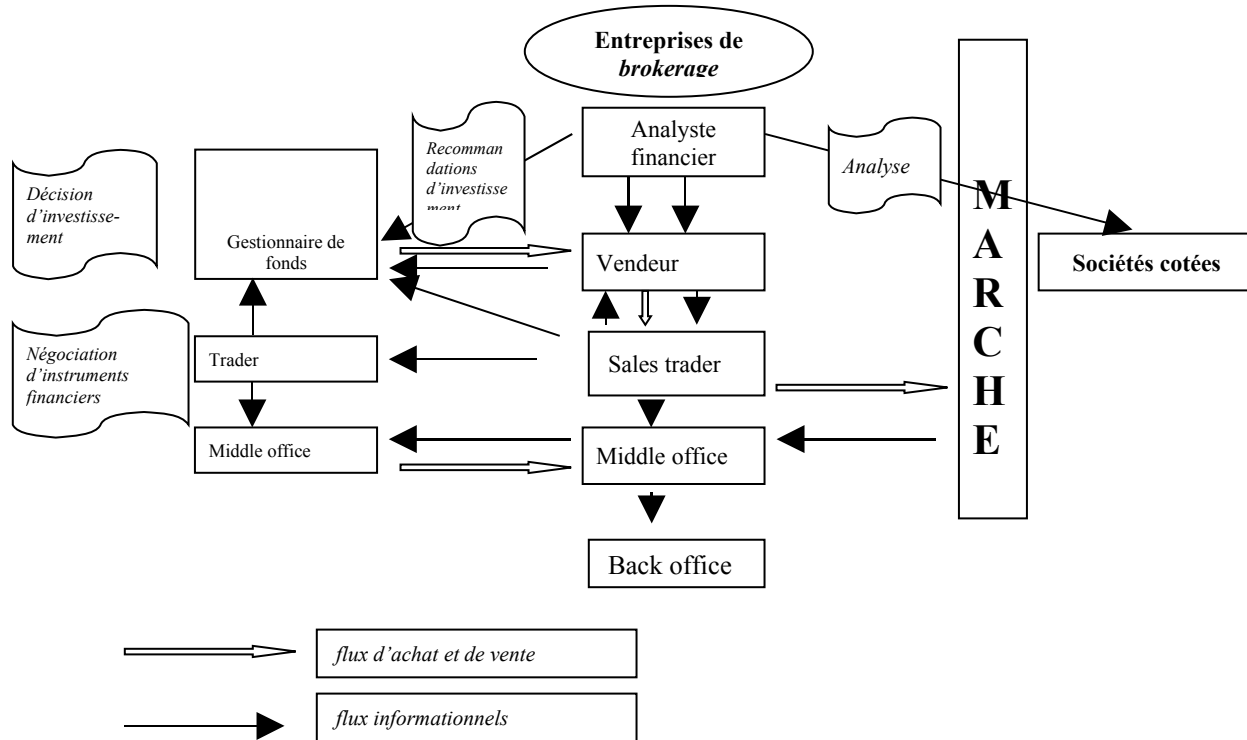 Entreprises de
brokerage
Analyste
financier
Recomman
dations
d'investisse
ment
Analyse
Décision
d'investisse-
ment
Gestionnaire de
fonds
Vendeur
M
A
R
C
H
E
Sociétés cotées
Négociation
d'instruments
financiers
Trader
Sales trader
Middle office
Middle office
Back office
flux d'achat et de vente
flux informationnels